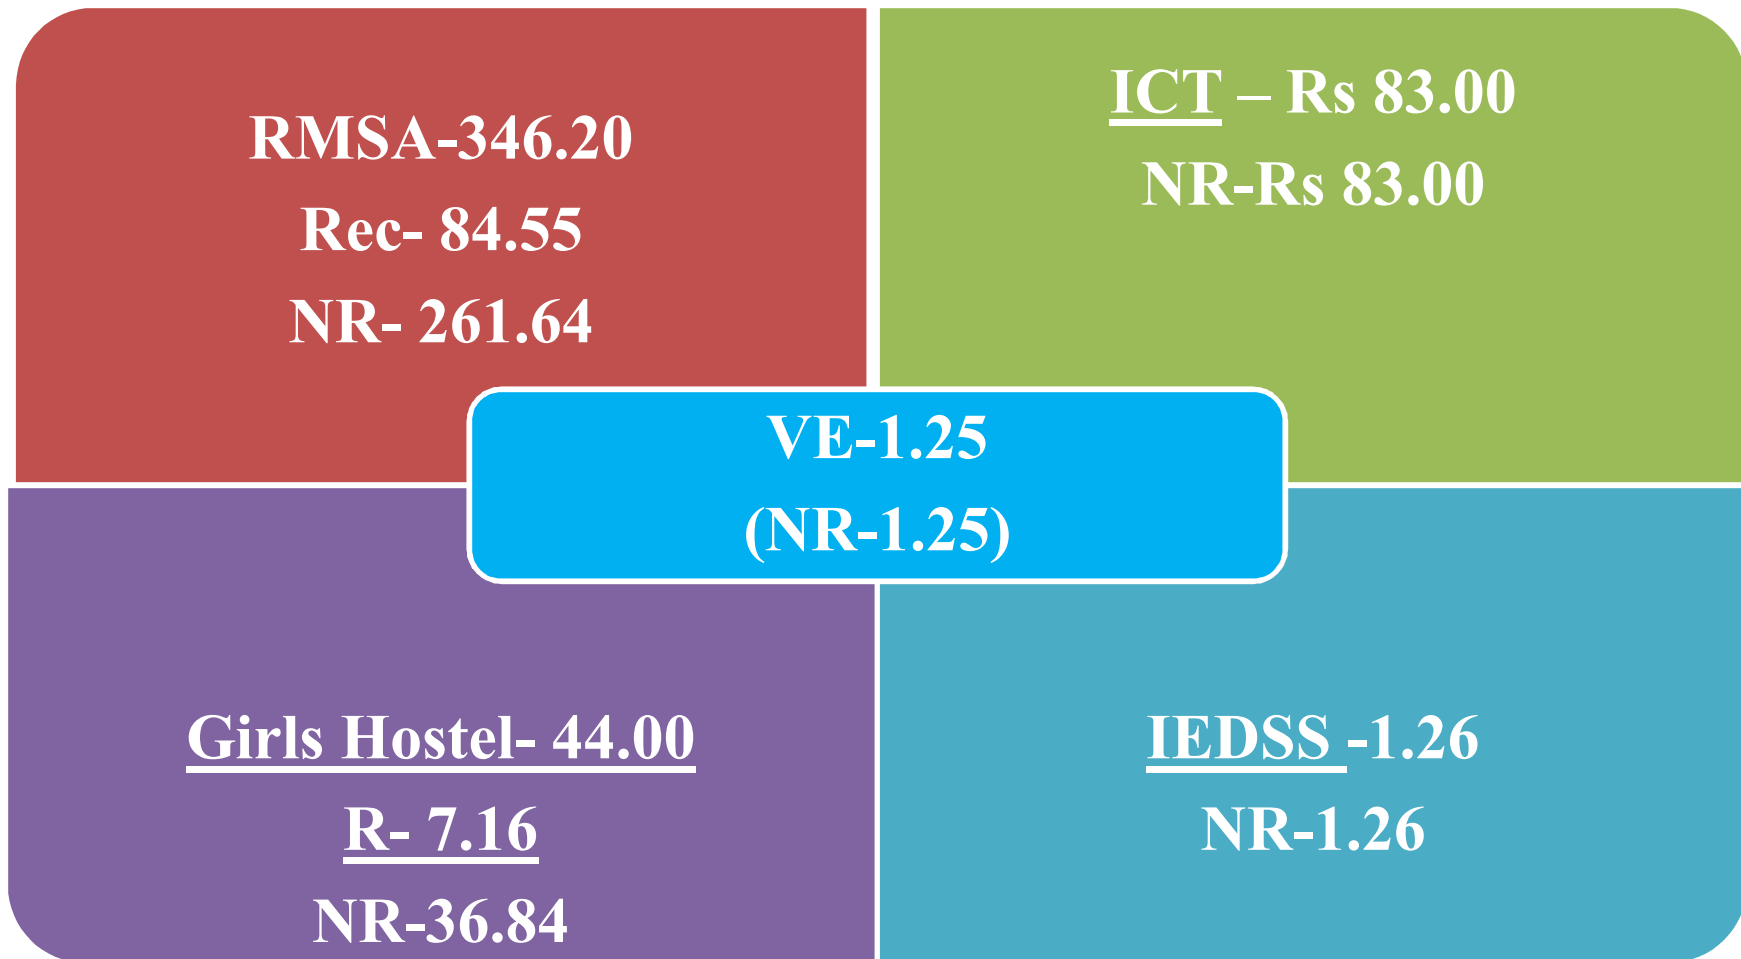 RMSA-346.20
Rec- 84.55
NR- 261.64
ICT – Rs 83.00
NR-Rs 83.00
VE-1.25
(NR-1.25)
Girls Hostel- 44.00
R- 7.16
NR-36.84
IEDSS -1.26
NR-1.26